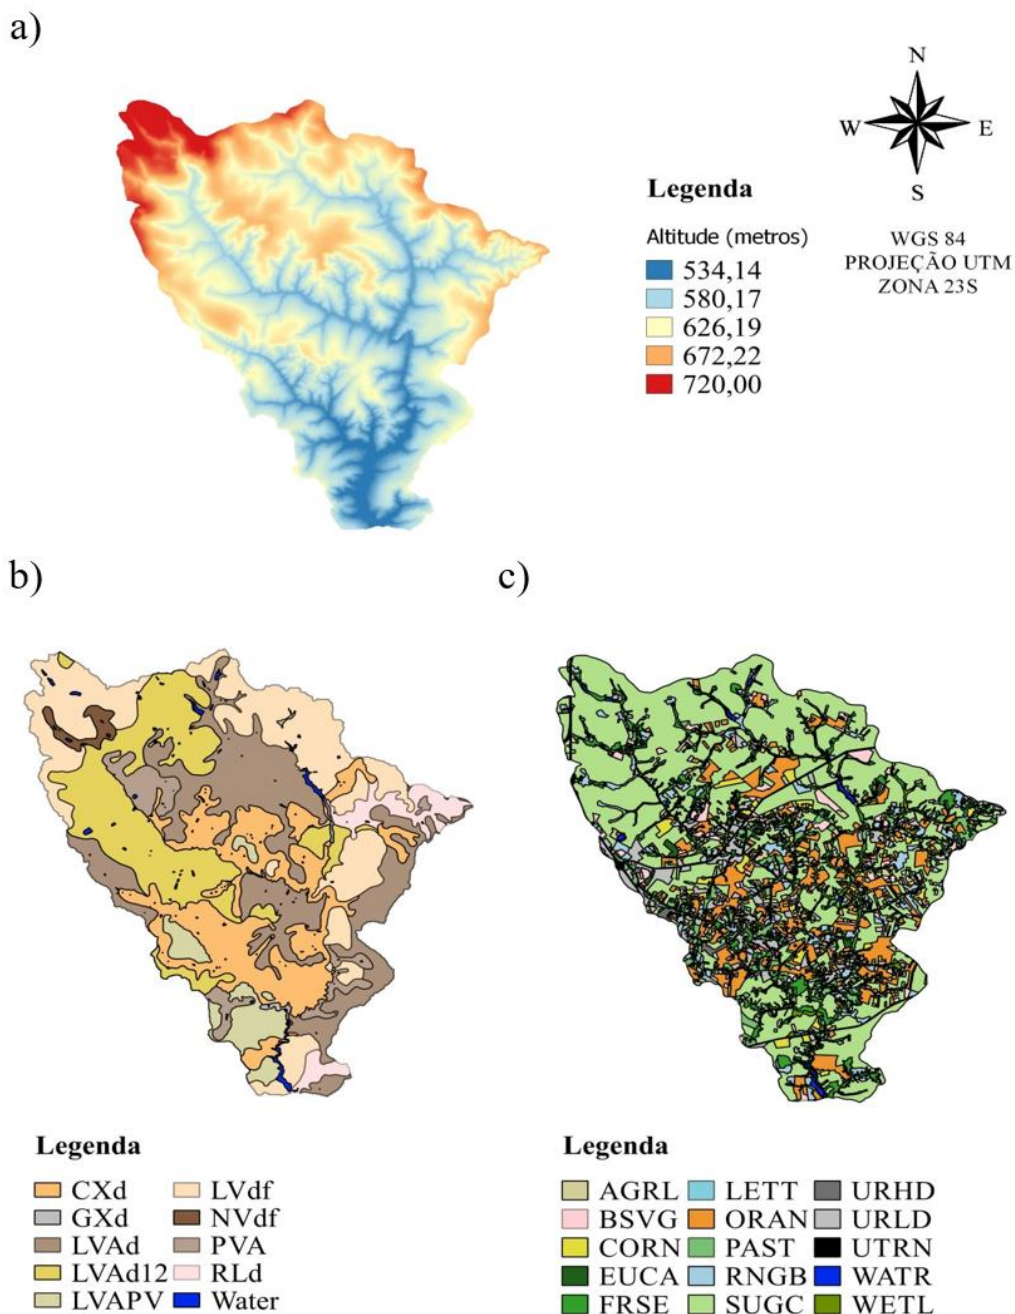 a)
N
W E
S
WGS 84
PROJEÇÃO UTM
ZONA 23S
Legenda
Altitude (metros)
534,14
580,17
626,19
672,22
720,00
b)
c)
Legenda
CXd LVdf
GXd NVdf
LVAd PVA
LVAd12 RLd
LVAPV Water
Legenda
AGRL LETT URHD
BSVG ORAN URLD
CORN PAST UTRN
EUCA RNGB WATR
FRSE SUGC WETL